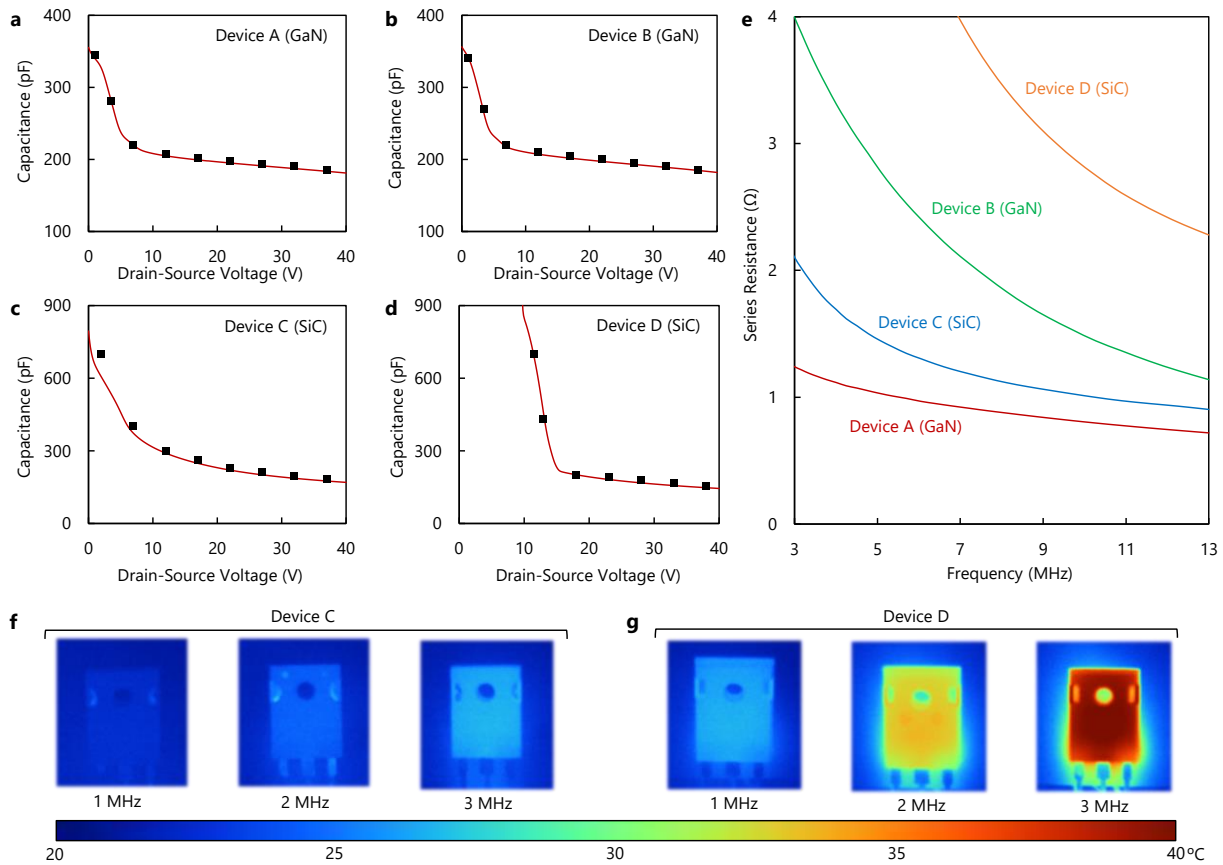 a
Device A (GaN)
Capacitance (pF)
400
300
200
100
0 10 20 30 40
Drain-Source Voltage (V)
b
Device B (GaN)
Capacitance (pF)
400
300
200
100
0 10 20 30 40
Drain-Source Voltage (V)
c
Device C (SiC)
Capacitance (pF)
900
600
300
0
0 10 20 30 40
Drain-Source Voltage (V)
d
Device D (SiC)
Capacitance (pF)
900
600
300
0
0 10 20 30 40
Drain-Source Voltage (V)
e
Series Resistance (Ω)
4
3
2
1
0
Device D (SiC)
Device B (GaN)
Device C (SiC)
Device A (GaN)
3 5 7 9 11 13
Frequency (MHz)
f
Device C
1 MHz 2 MHz 3 MHz
g
Device D
1 MHz 2 MHz 3 MHz
20 25 30 35 40 ºC